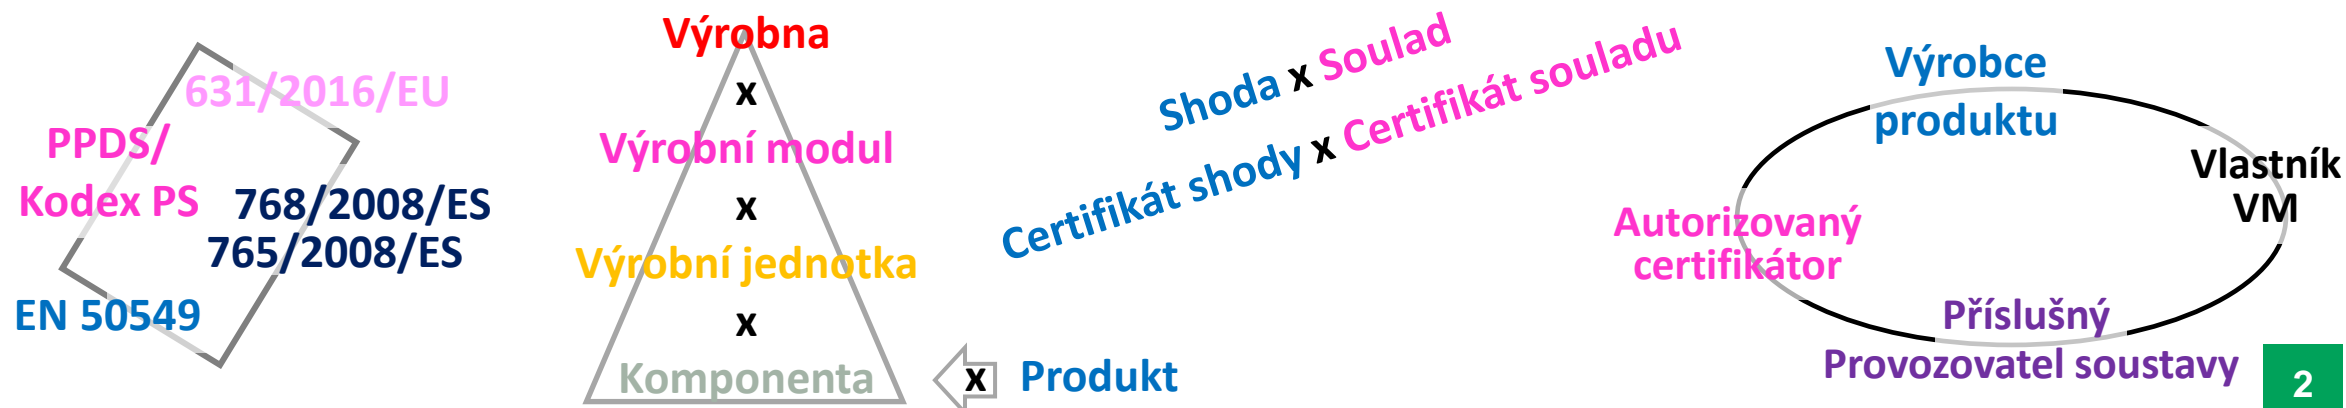 631/2016/EU
PPDS/
Kodex PS
768/2008/ES
765/2008/ES
EN 50549
Výrobna
x
Výrobní modul
x
Výrobní jednotka
x
Komponenta
x Produkt
Shoda x Soulad
Certifikát shody x Certifikát souladu
Výrobce
produktu
Vlastník
VM
Autorizovaný
certifikátor
Příslušný
Provozovatel soustavy
2